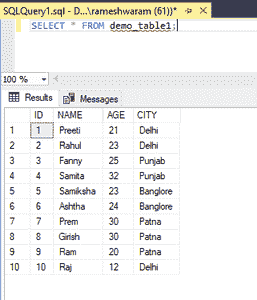 SQLQuery1.sql - D...\rameshwaram (61))*
SELECT * FROM demo_table1;
100 %
Results Messages
ID NAME AGE CITY
1 1 Preeti 21 Delhi
2 2 Rahul 23 Delhi
3 3 Fanny 25 Punjab
4 4 Samita 32 Punjab
5 5 Samiksha 23 Banglore
6 6 Ashtha 24 Banglore
7 7 Prem 30 Patna
8 8 Girish 30 Patna
9 9 Ram 20 Patna
10 10 Raj 12 Delhi